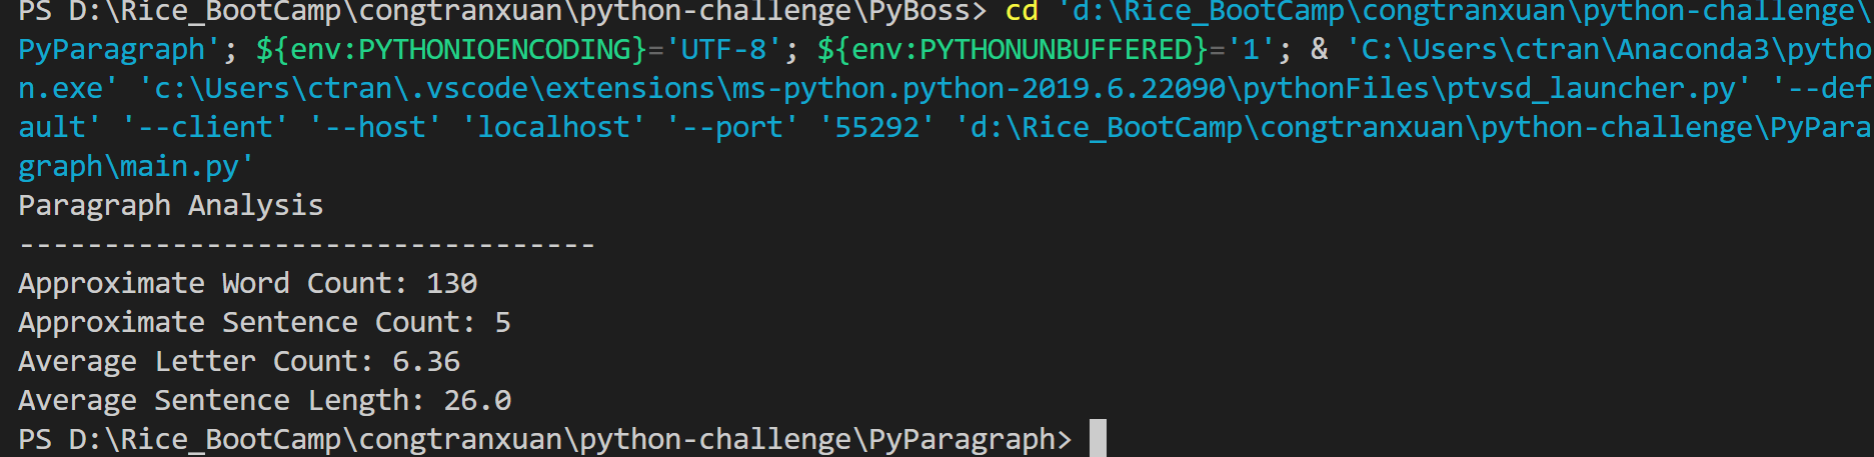 PS D:\Rice_BootCamp\congtranxuan\python-challenge\PyBoss> cd 'd:\Rice_BootCamp\congtranxuan\python-challenge\
PyParagraph'; ${env:PYTHONIOENCODING}='UTF-8'; ${env:PYTHONUNBUFFERED}='1'; & 'C:\Users\ctran\Anaconda3\pytho
n.exe' 'c:\Users\ctran\.vscode\extensions\ms-python.python-2019.6.22090\pythonFiles\ptvsd_launcher.py' '--def
ault' '--client' '--host' 'localhost' '--port' '55292' 'd:\Rice_BootCamp\congtranxuan\python-challenge\PyPara
graph\main.py'
Paragraph Analysis
----------------------------------
Approximate Word Count: 130
Approximate Sentence Count: 5
Average Letter Count: 6.36
Average Sentence Length: 26.0
PS D:\Rice_BootCamp\congtranxuan\python-challenge\PyParagraph>